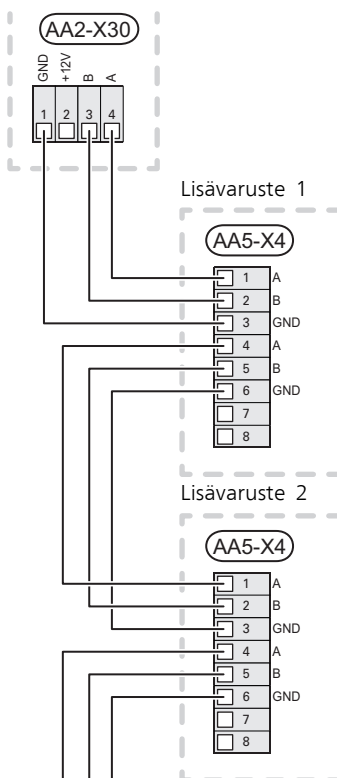 AA2-X30
GND +12V B A
1 2 3 4
Lisävaruste 1
AA5-X4
1 A
2 B
3 GND
4 A
5 B
6 GND
7
8
Lisävaruste 2
AA5-X4
1 A
2 B
3 GND
4 A
5 B
6 GND
7
8